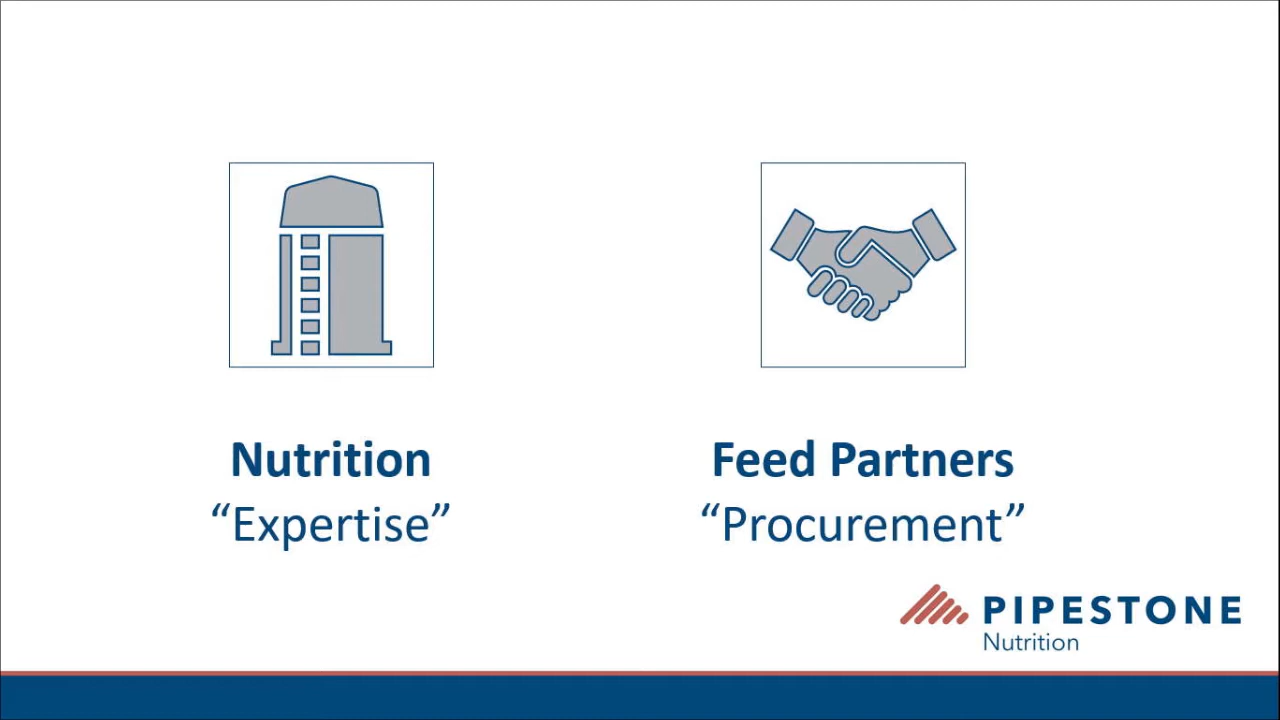 Nutrition
“Expertise”
Feed Partners
“Procurement”
PIPESTONE
Nutrition